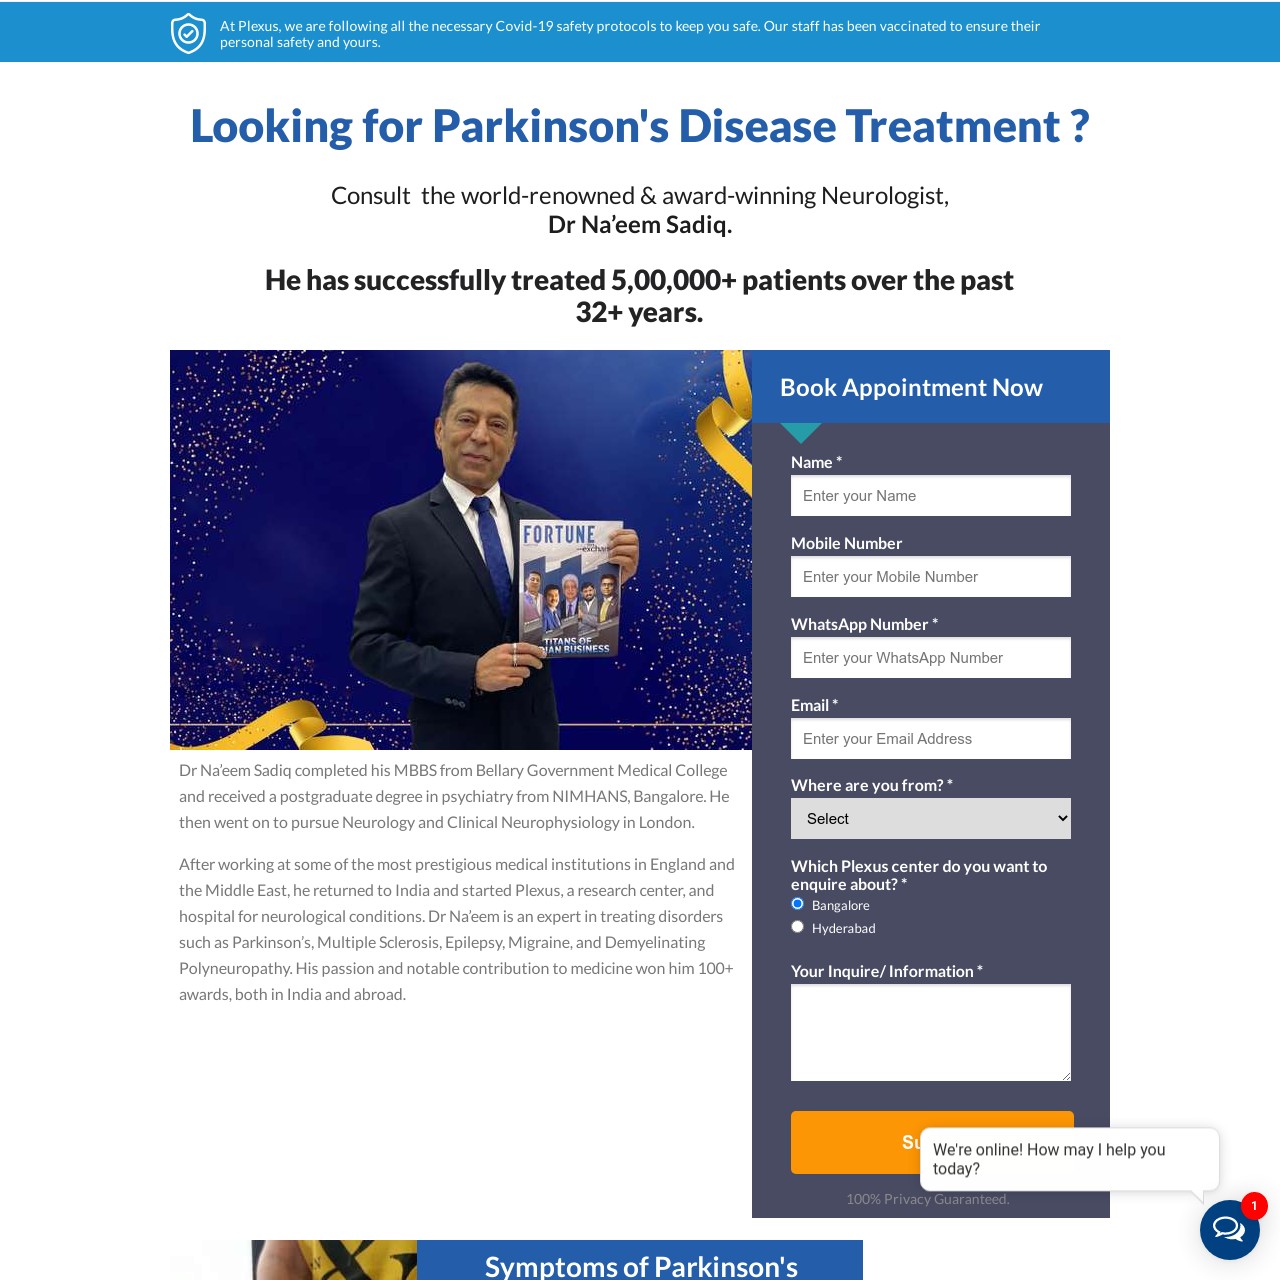 At Plexus, we are following all the necessary Covid-19 safety protocols to keep you safe. Our staff has been vaccinated to ensure their
personal safety and yours.
Looking for Parkinson's Disease Treatment ?
Consult the world-renowned & award-winning Neurologist,
Dr Na’eem Sadiq.
He has successfully treated 5,00,000+ patients over the past
32+ years.
FORTUNE
exchan
TITANS OF
DIAN BUSINESS
Dr Na’eem Sadiq completed his MBBS from Bellary Government Medical College
and received a postgraduate degree in psychiatry from NIMHANS, Bangalore. He
then went on to pursue Neurology and Clinical Neurophysiology in London.
After working at some of the most prestigious medical institutions in England and
the Middle East, he returned to India and started Plexus, a research center, and
hospital for neurological conditions. Dr Na’eem is an expert in treating disorders
such as Parkinson’s, Multiple Sclerosis, Epilepsy, Migraine, and Demyelinating
Polyneuropathy. His passion and notable contribution to medicine won him 100+
awards, both in India and abroad.
Book Appointment Now
Name *
Enter your Name
Mobile Number
Enter your Mobile Number
WhatsApp Number *
Enter your WhatsApp Number
Email *
Enter your Email Address
Where are you from? *
Select
Which Plexus center do you want to
enquire about? *
Bangalore
Hyderabad
Your Inquire/ Information *
Su
We're online! How may I help you
today?
100% Privacy Guaranteed.
1
Symptoms of Parkinson's